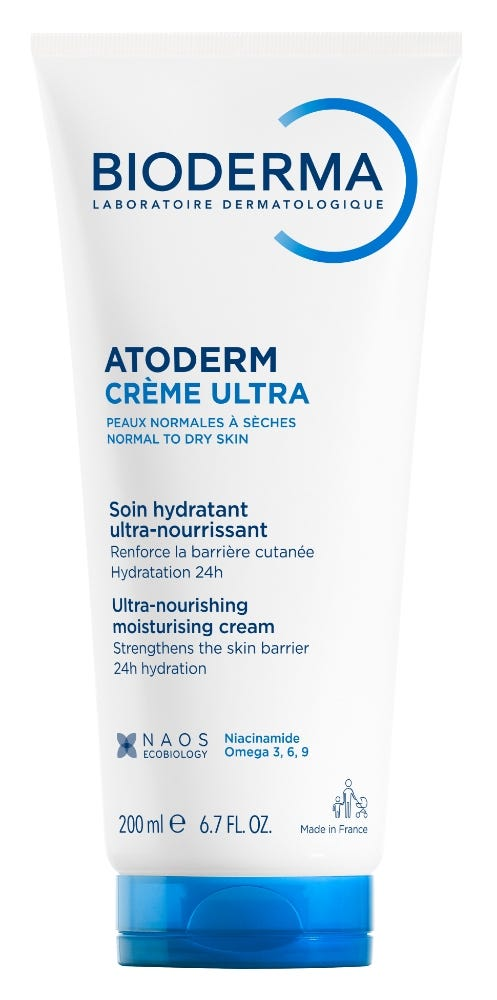 BIODERMA
LABORATOIRE DERMATOLOGIQUE
ATODERM
CRÈME ULTRA
PEAUX NORMALES À SÈCHES
NORMAL TO DRY SKIN
Soin hydratant
ultra-nourrissant
Renforce la barrière cutanée
Hydratation 24h
Ultra-nourishing
moisturising cream
Strengthens the skin barrier
24h hydration
NAOS
ECOBIOLOGY
Niacinamide
Omega 3, 6, 9
200 ml e 6.7 FL. OZ.
Made in France